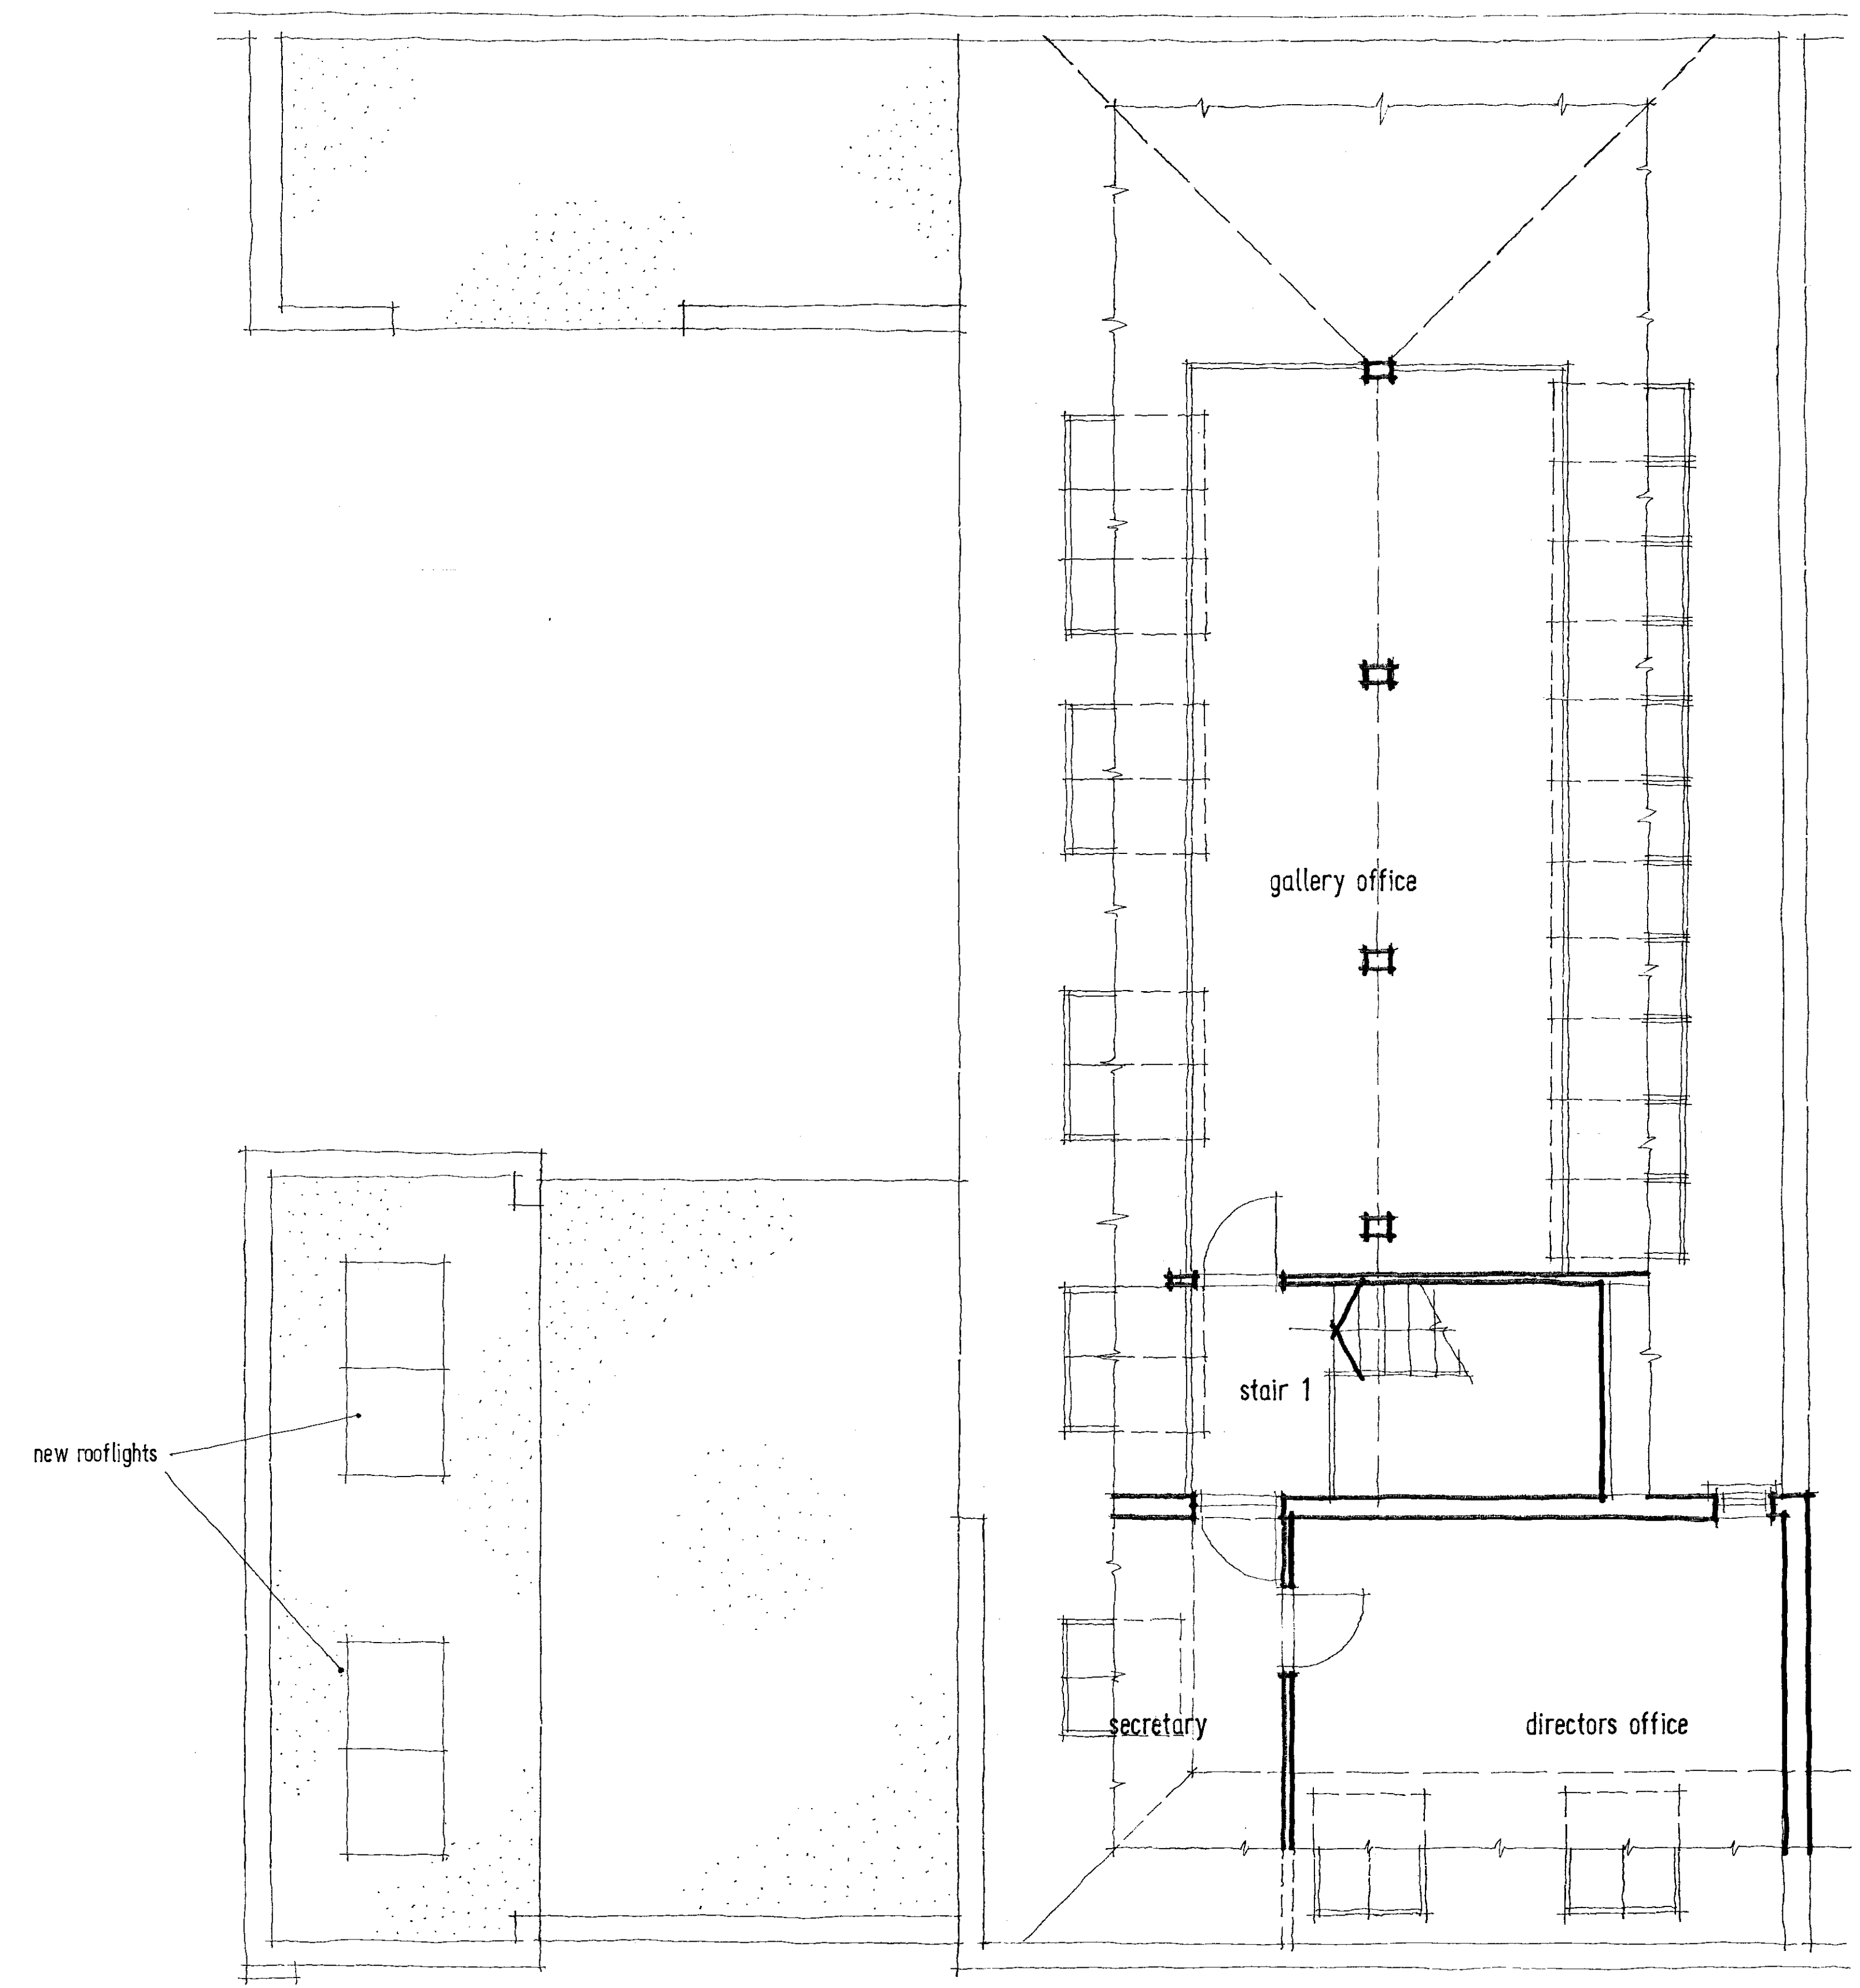 gallery office
stair 1
new rooflights
secretary
directors office